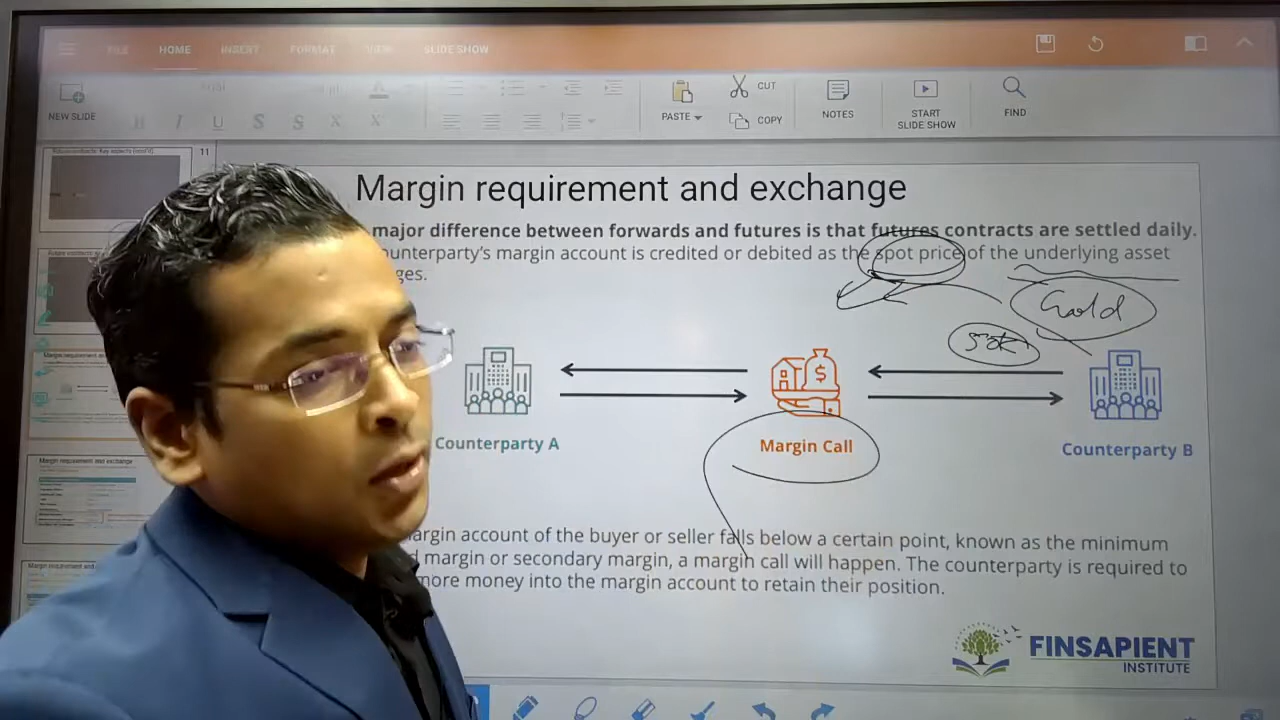 FILE HOME INSERT FORMAT VIEW SLIDE SHOW
NEW SLIDE
PASTE
CUT
COPY
NOTES
START
SLIDE SHOW
FIND
11
Margin requirement and exchange
major difference between forwards and futures is that futures contracts are settled daily.
margin account is credited or debited as the spot price of the underlying asset
Gold
50K
Counterparty A
Margin Call
Counterparty B
account of the buyer or seller falls below a certain point, known as the minimum
margin or secondary margin, a margin call will happen. The counterparty is required to
more money into the margin account to retain their position.
FINSAPIENT
INSTITUTE